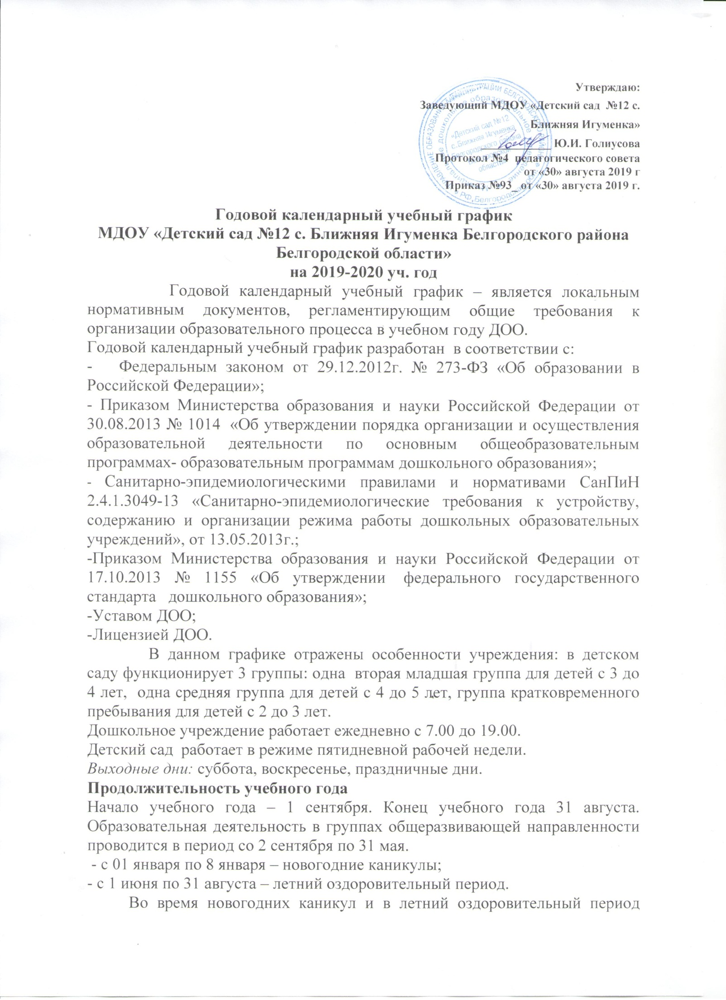 Утверждаю:
Заведующий МДОУ «Детский сад №12 с.
Ближняя Игуменка»
____________ Ю.И. Голиусова
Протокол №4 педагогического совета
от «30» августа 2019 г
Приказ №93_ от «30» августа 2019 г.
«Детский сад №12
с.Ближняя Игуменка
Белгородского района
Белгородской
области»
Годовой календарный учебный график
МДОУ «Детский сад №12 с. Ближняя Игуменка Белгородского района
Белгородской области»
на 2019-2020 уч. год
Годовой календарный учебный график – является локальным
нормативным документов, регламентирующим общие требования к
организации образовательного процесса в учебном году ДОО.
Годовой календарный учебный график разработан в соответствии с:
- Федеральным законом от 29.12.2012г. № 273-ФЗ «Об образовании в
Российской Федерации»;
- Приказом Министерства образования и науки Российской Федерации от
30.08.2013 № 1014 «Об утверждении порядка организации и осуществления
образовательной деятельности по основным общеобразовательным
программах- образовательным программам дошкольного образования»;
- Санитарно-эпидемиологическими правилами и нормативами СанПиН
2.4.1.3049-13 «Санитарно-эпидемиологические требования к устройству,
содержанию и организации режима работы дошкольных образовательных
учреждений», от 13.05.2013г.;
-Приказом Министерства образования и науки Российской Федерации от
17.10.2013 № 1155 «Об утверждении федерального государственного
стандарта дошкольного образования»;
-Уставом ДОО;
-Лицензией ДОО.
В данном графике отражены особенности учреждения: в детском
саду функционирует 3 группы: одна вторая младшая группа для детей с 3 до
4 лет, одна средняя группа для детей с 4 до 5 лет, группа кратковременного
пребывания для детей с 2 до 3 лет.
Дошкольное учреждение работает ежедневно с 7.00 до 19.00.
Детский сад работает в режиме пятидневной рабочей недели.
Выходные дни: суббота, воскресенье, праздничные дни.
Продолжительность учебного года
Начало учебного года – 1 сентября. Конец учебного года 31 августа.
Образовательная деятельность в группах общеразвивающей направленности
проводится в период со 2 сентября по 31 мая.
- с 01 января по 8 января – новогодние каникулы;
- с 1 июня по 31 августа – летний оздоровительный период.
Во время новогодних каникул и в летний оздоровительный период